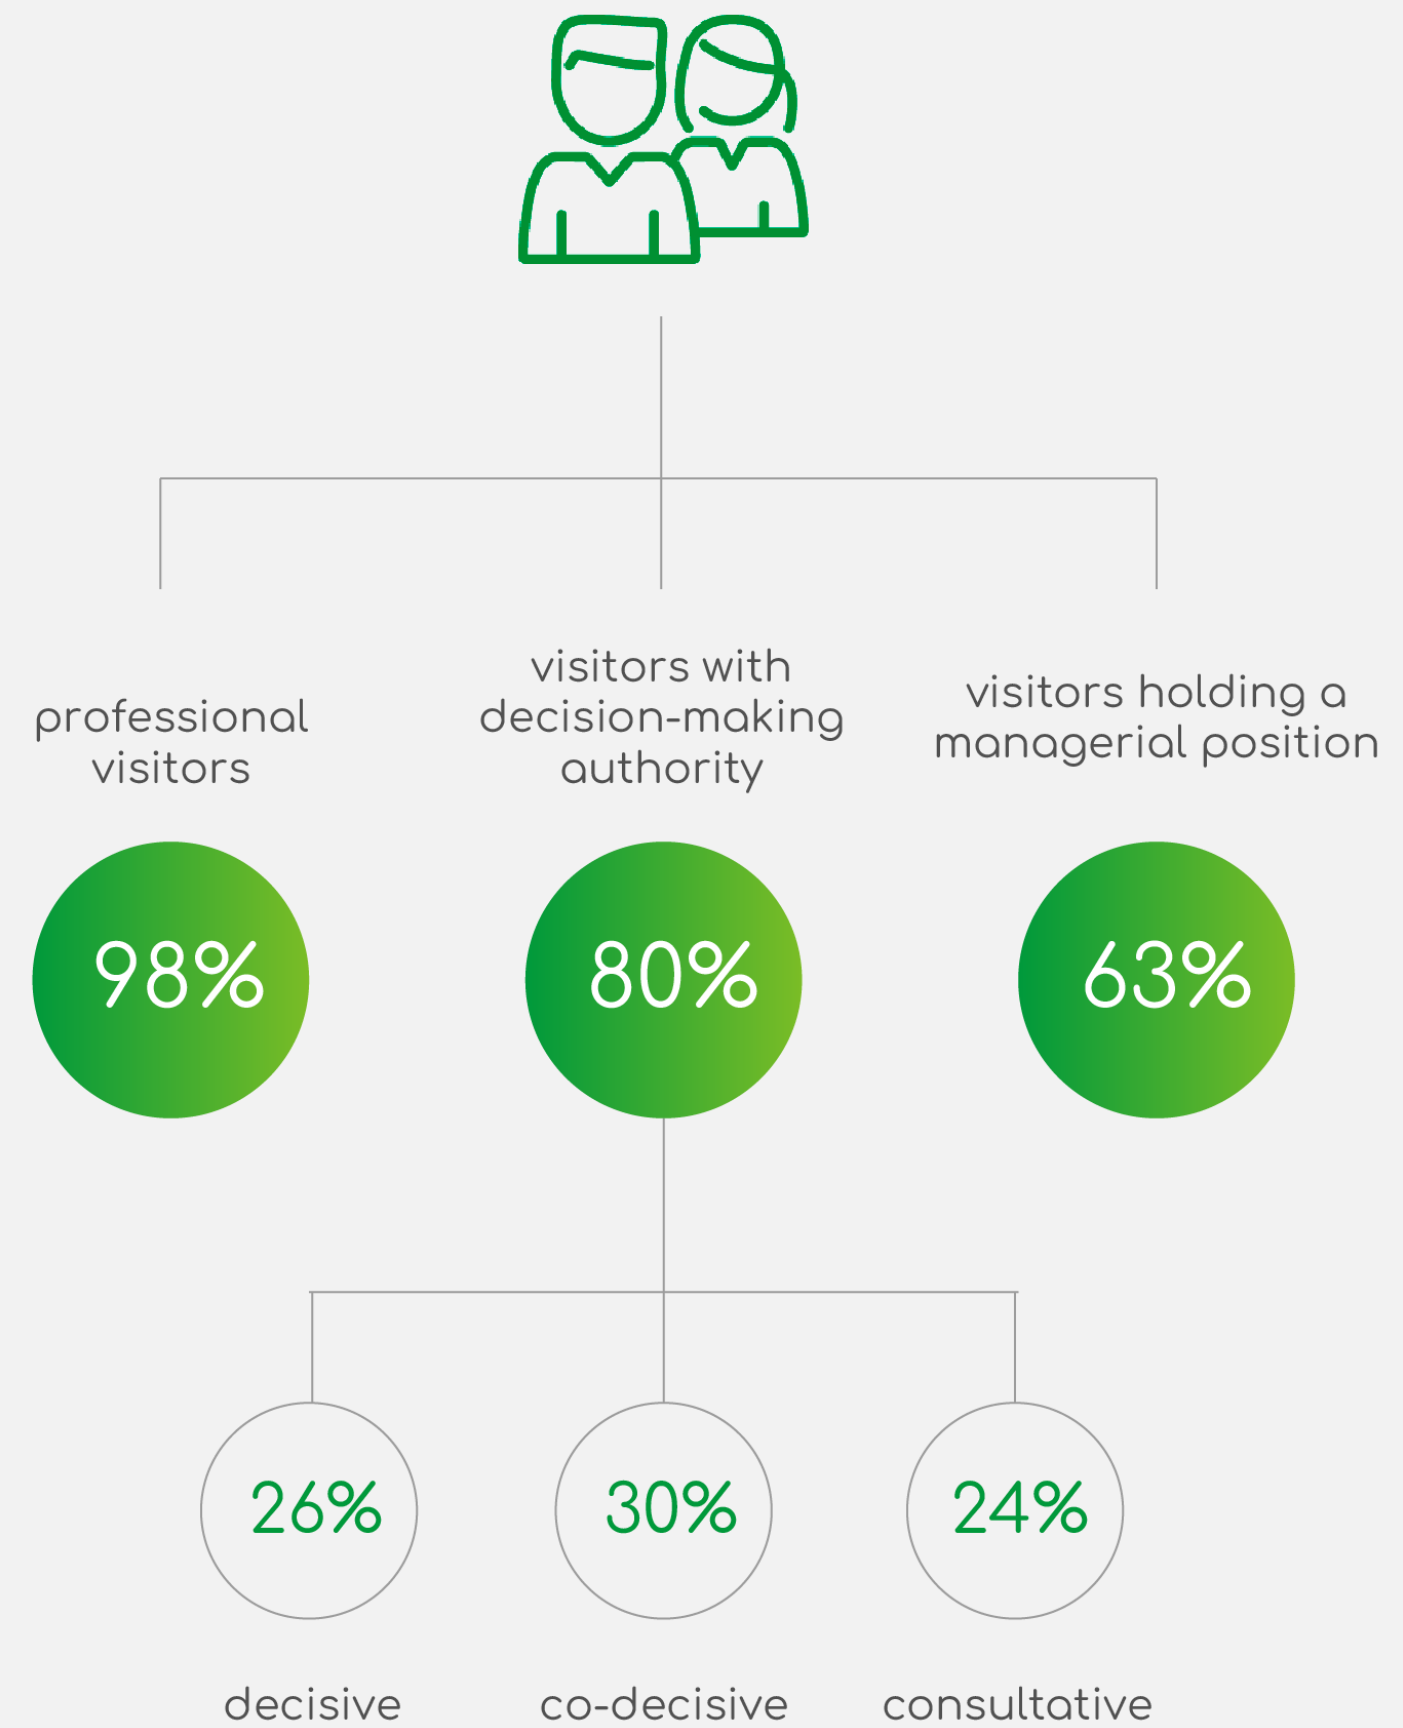 professional
visitors
visitors with
decision-making
authority
visitors holding a
managerial position
98%
80%
63%
26%
30%
24%
decisive
co-decisive
consultative